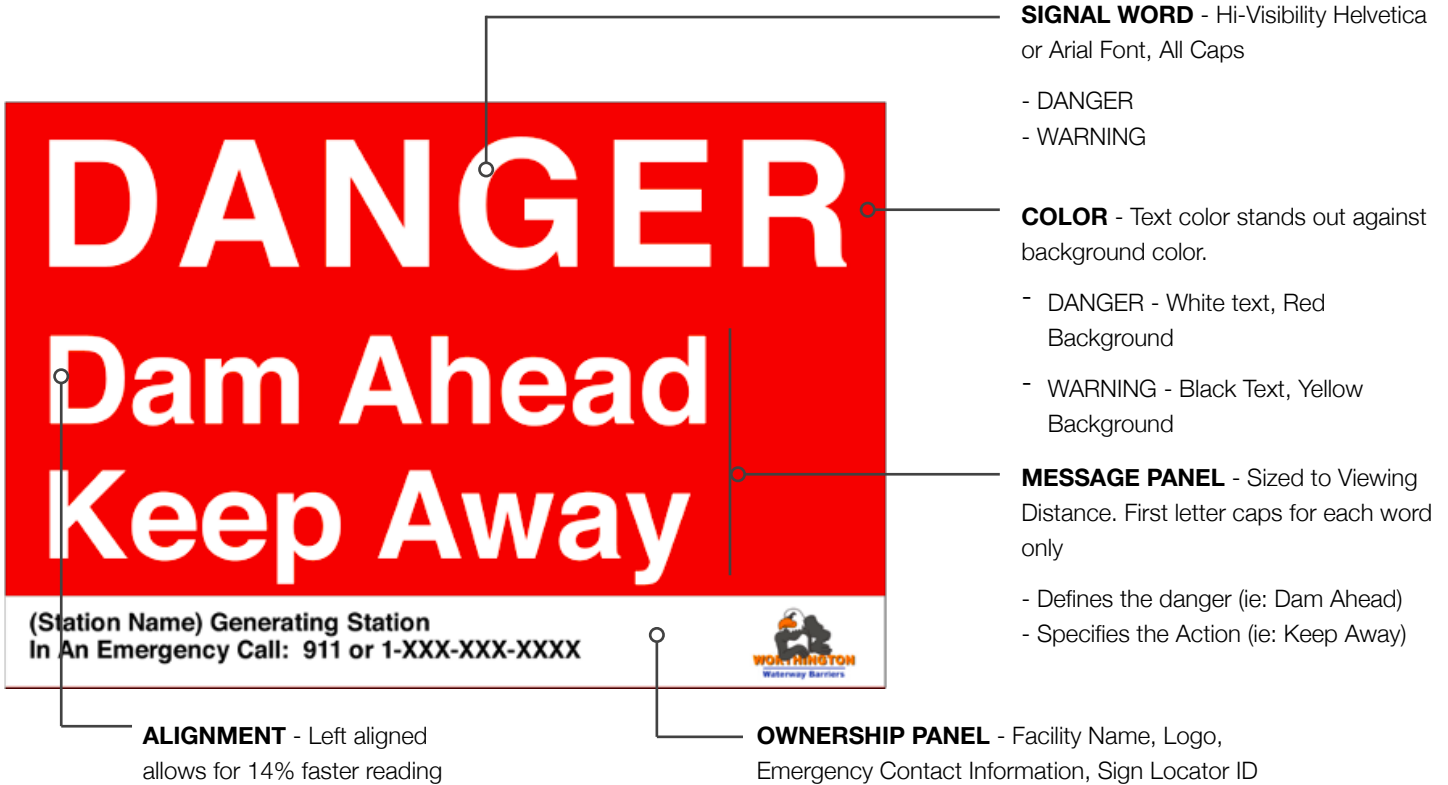 SIGNAL WORD - Hi-Visibility Helvetica
or Arial Font, All Caps
- DANGER
- WARNING
DANGER
Dam Ahead
Keep Away
(Station Name) Generating Station
In An Emergency Call: 911 or 1-XXX-XXX-XXXX
WORTHINGTON
Waterway Barriers
COLOR - Text color stands out against
background color.
- DANGER - White text, Red
Background
- WARNING - Black Text, Yellow
Background
MESSAGE PANEL - Sized to Viewing
Distance. First letter caps for each word
only
- Defines the danger (ie: Dam Ahead)
- Specifies the Action (ie: Keep Away)
ALIGNMENT - Left aligned
allows for 14% faster reading
OWNERSHIP PANEL - Facility Name, Logo,
Emergency Contact Information, Sign Locator ID